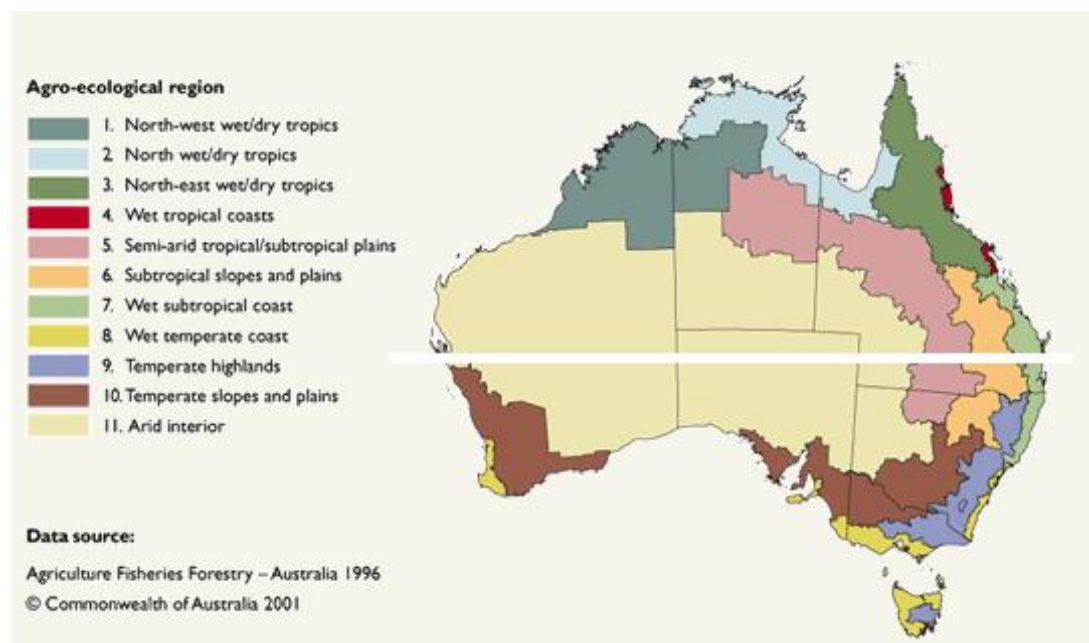 Agro-ecological region
1. North-west wet/dry tropics
2. North wet/dry tropics
3. North-east wet/dry tropics
4. Wet tropical coasts
5. Semi-arid tropical/subtropical plains
6. Subtropical slopes and plains
7. Wet subtropical coast
8. Wet temperate coast
9. Temperate highlands
10. Temperate slopes and plains
11. Arid interior
Data source:
Agriculture Fisheries Forestry – Australia 1996
© Commonwealth of Australia 2001